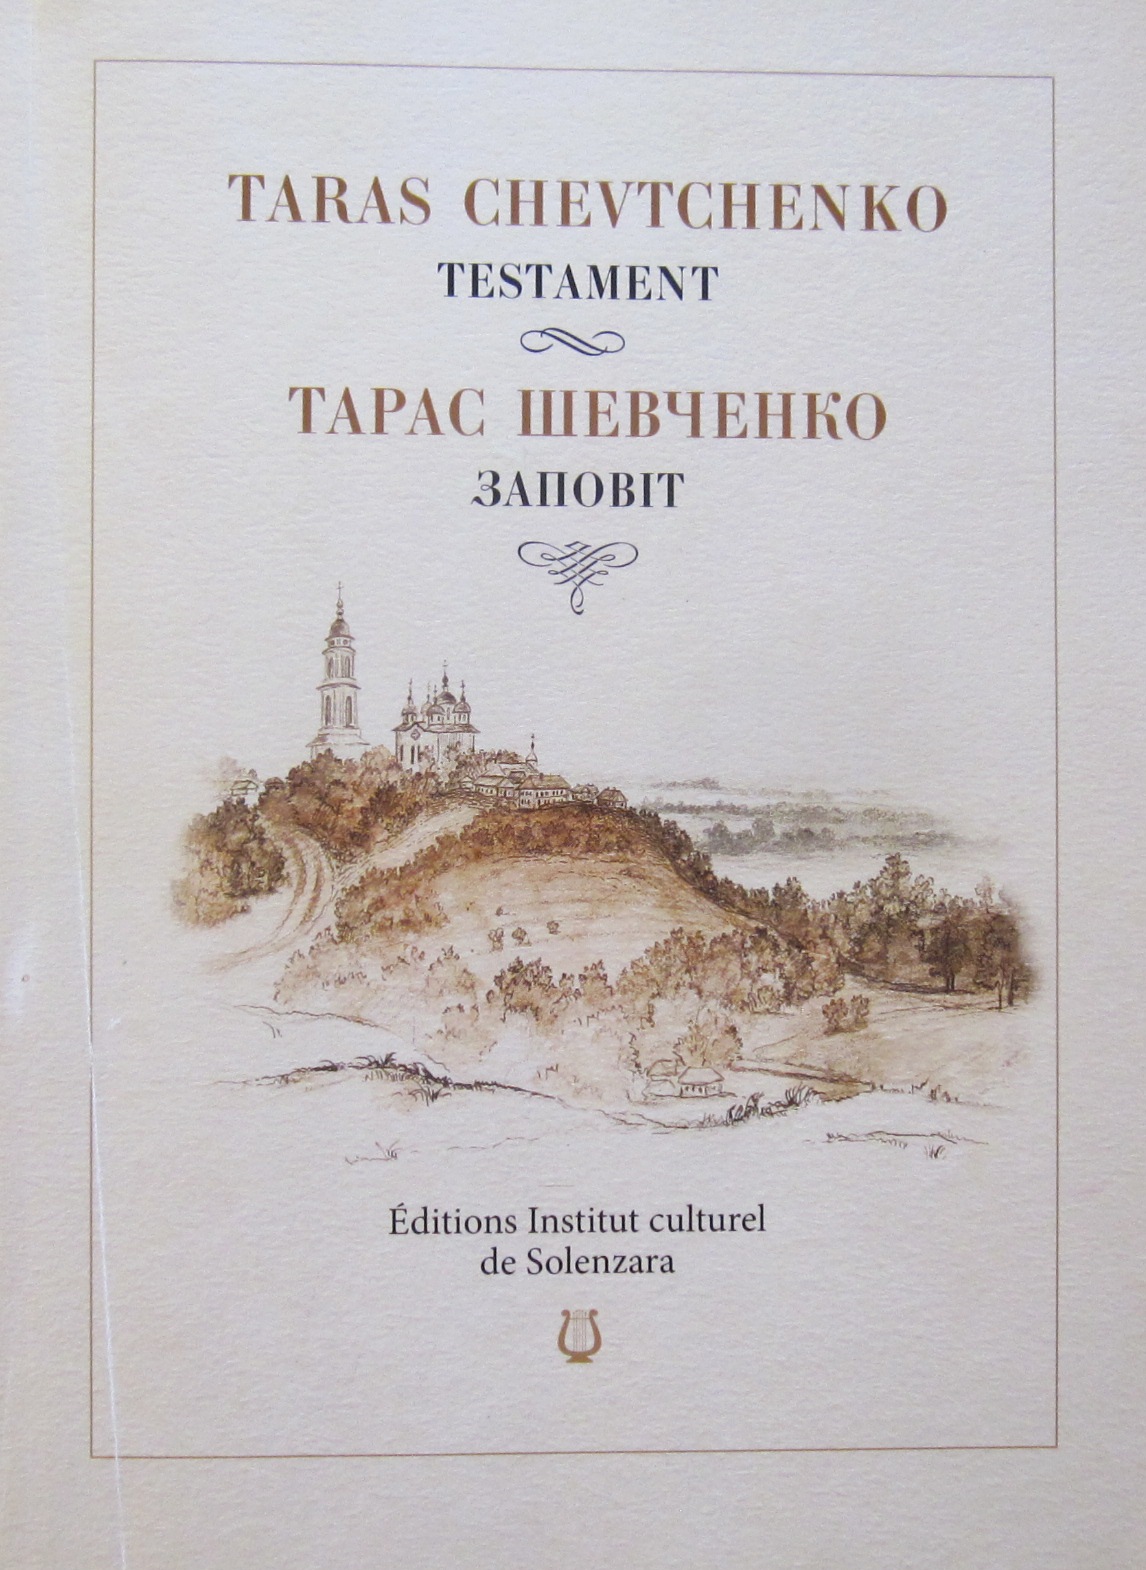 TARAS CHEVTCHENKO
TESTAMENT
ТАРАС ШЕВЧЕНКО
ЗАПОВІТ
Éditions Institut culturel
de Solenzara